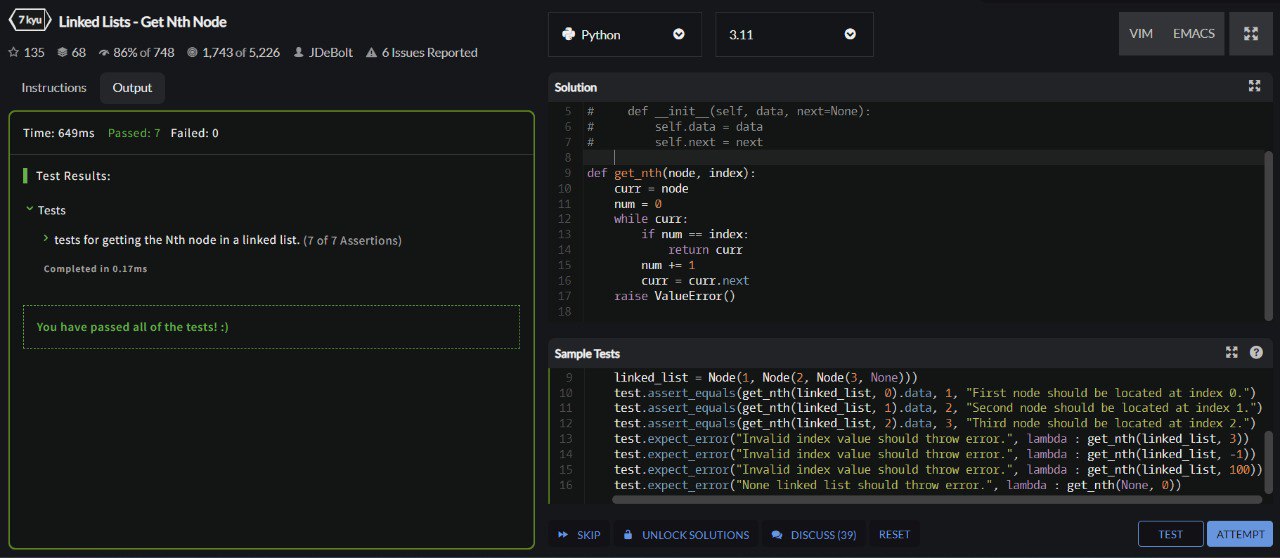 7 kyu
Linked Lists - Get Nth Node
135 68 86% of 748 1,743 of 5,226 JDeBolt 6 Issues Reported
Instructions Output
Time: 649ms Passed: 7 Failed: 0
Test Results:
Tests
tests for getting the Nth node in a linked list. (7 of 7 Assertions)
Completed in 0.17ms
You have passed all of the tests! :)
Python 3.11 VIM EMACS
Solution
5 #     def __init__(self, data, next=None):
6 #         self.data = data
7 #         self.next = next
8
9 def get_nth(node, index):
10     curr = node
11     num = 0
12     while curr:
13         if num == index:
14             return curr
15         num += 1
16         curr = curr.next
17     raise ValueError()
18
Sample Tests
?
9     linked_list = Node(1, Node(2, Node(3, None)))
10     test.assert_equals(get_nth(linked_list, 0).data, 1, "First node should be located at index 0.")
11     test.assert_equals(get_nth(linked_list, 1).data, 2, "Second node should be located at index 1.")
12     test.assert_equals(get_nth(linked_list, 2).data, 3, "Third node should be located at index 2.")
13     test.expect_error("Invalid index value should throw error.", lambda : get_nth(linked_list, 3))
14     test.expect_error("Invalid index value should throw error.", lambda : get_nth(linked_list, -1))
15     test.expect_error("Invalid index value should throw error.", lambda : get_nth(linked_list, 100))
16     test.expect_error("None linked list should throw error.", lambda : get_nth(None, 0))
SKIP UNLOCK SOLUTIONS DISCUSS (39) RESET TEST ATTEMPT